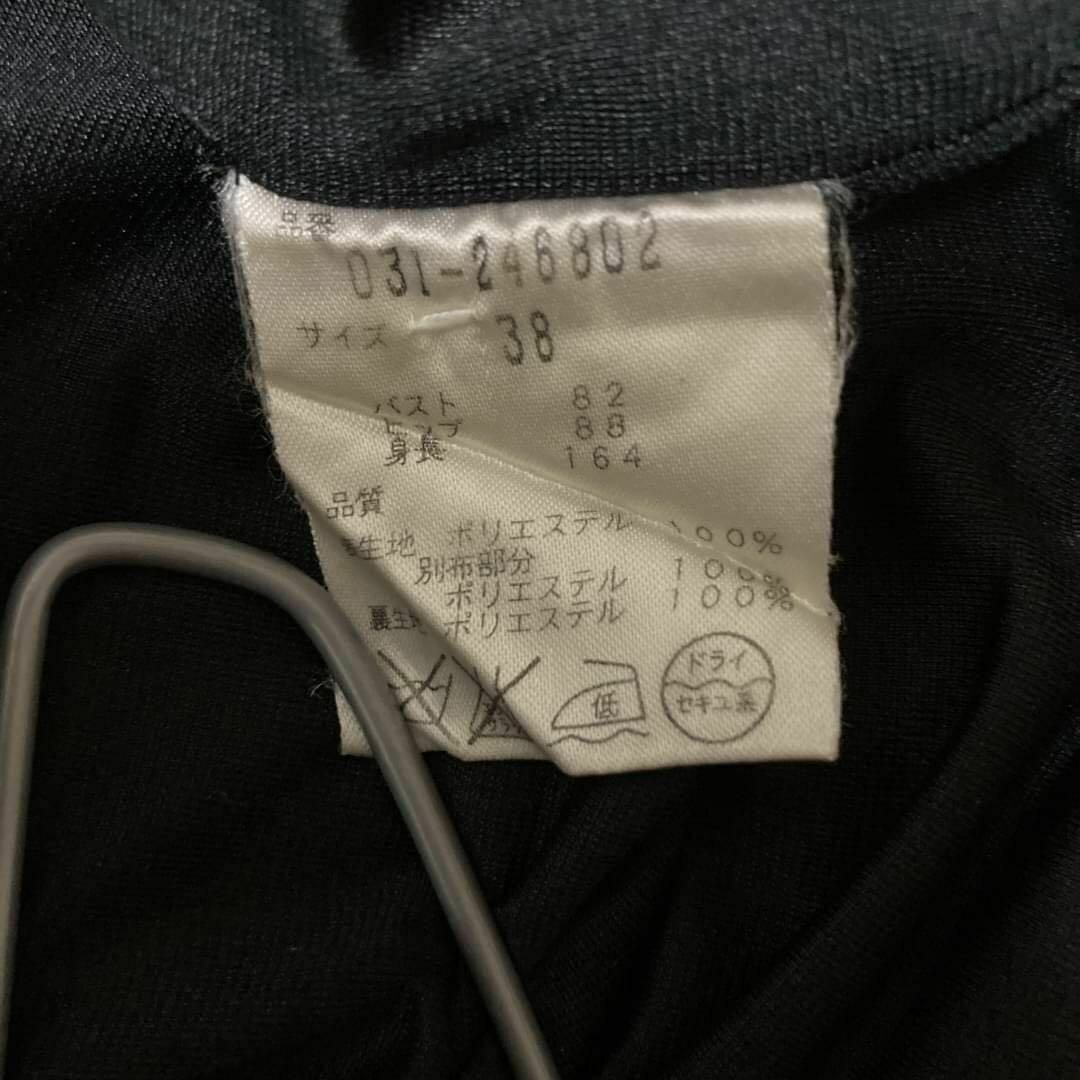 品番
031-246802
サイズ 38
バスト 82
ヒップ 88
身長 164
品質
生地 ポリエステル 100%
別布部分
ポリエステル 100%
裏生地 ポリエステル 100%
低
ドライ
セキユ系